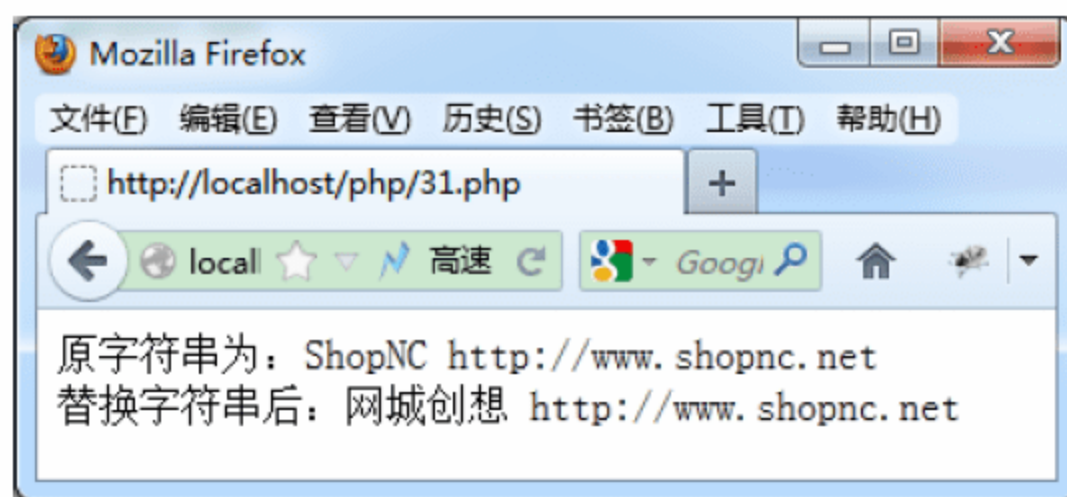 Mozilla Firefox
文件(F) 编辑(E) 查看(V) 历史(S) 书签(B) 工具(T) 帮助(H)
http://localhost/php/31.php
locall 高速 Googl
原字符串为：ShopNC http://www.shopnc.net
替换字符串后：网城创想 http://www.shopnc.net